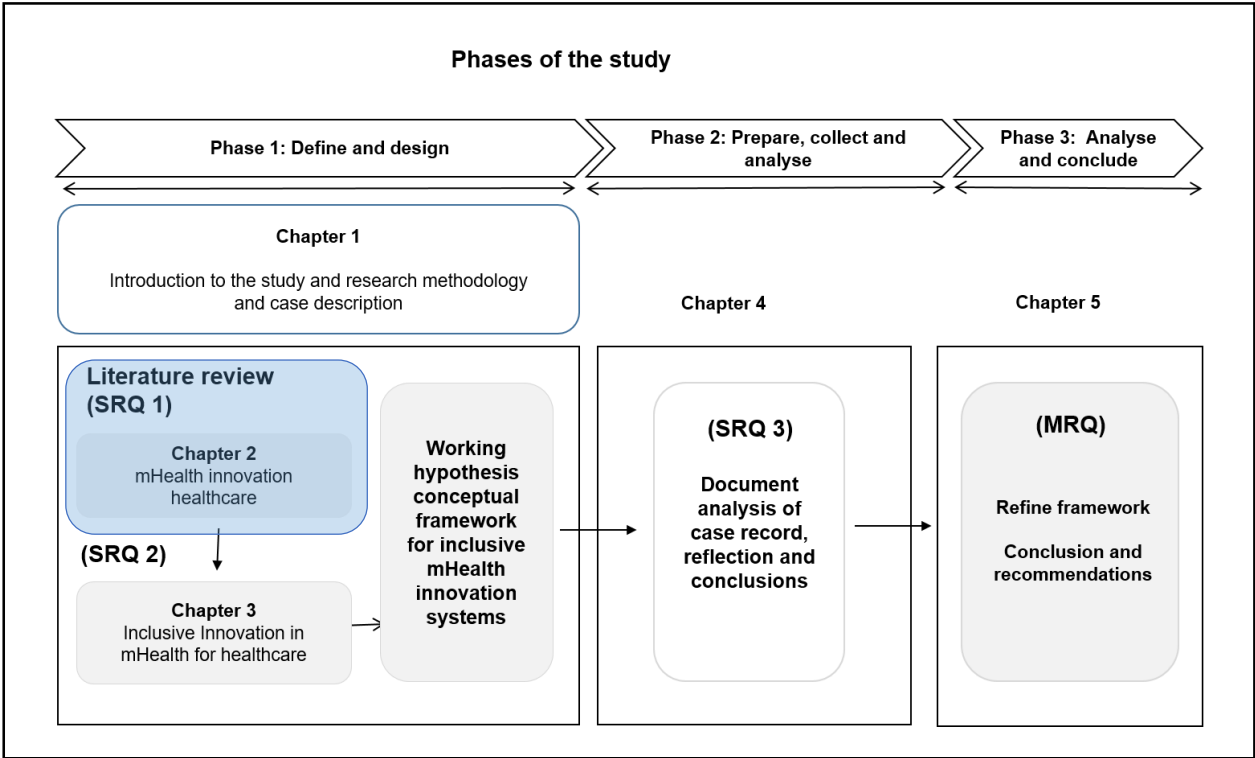 Phases of the study
Phase 1: Define and design
Phase 2: Prepare, collect and
analyse
Phase 3:  Analyse
and conclude
Chapter 1
Introduction to the study and research methodology
and case description
Chapter 4
Chapter 5
Literature review
(SRQ 1)
Chapter 2
mHealth innovation
healthcare
(SRQ 2)
Chapter 3
Inclusive Innovation in
mHealth for healthcare
Working
hypothesis
conceptual
framework
for inclusive
mHealth
innovation
systems
(SRQ 3)
Document
analysis of
case record,
reflection and
conclusions
(MRQ)
Refine framework
Conclusion and
recommendations